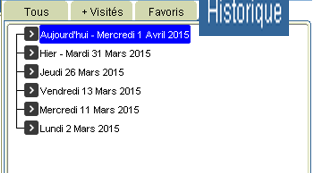 Tous + Visités Favoris Historique
Aujourd'hui - Mercredi 1 Avril 2015
Hier - Mardi 31 Mars 2015
Jeudi 26 Mars 2015
Vendredi 13 Mars 2015
Mercredi 11 Mars 2015
Lundi 2 Mars 2015